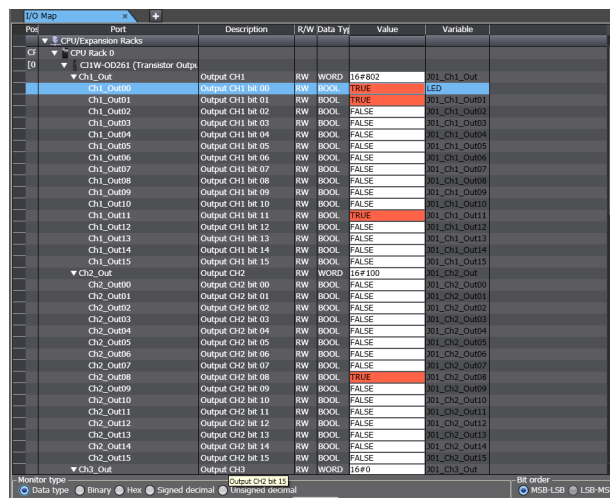 I/O Map × +
Pos Port Description R/W Data Typ Value Variable
▼ CPU/Expansion Racks
CF ▼ CPU Rack 0
[0 ▼ CJ1W-OD261 (Transistor Outpu
▼ Ch1_Out Output CH1 RW WORD 16#802 J01_Ch1_Out
Ch1_Out00 Output CH1 bit 00 RW BOOL TRUE LED
Ch1_Out01 Output CH1 bit 01 RW BOOL TRUE J01_Ch1_Out01
Ch1_Out02 Output CH1 bit 02 RW BOOL FALSE J01_Ch1_Out02
Ch1_Out03 Output CH1 bit 03 RW BOOL FALSE J01_Ch1_Out03
Ch1_Out04 Output CH1 bit 04 RW BOOL FALSE J01_Ch1_Out04
Ch1_Out05 Output CH1 bit 05 RW BOOL FALSE J01_Ch1_Out05
Ch1_Out06 Output CH1 bit 06 RW BOOL FALSE J01_Ch1_Out06
Ch1_Out07 Output CH1 bit 07 RW BOOL FALSE J01_Ch1_Out07
Ch1_Out08 Output CH1 bit 08 RW BOOL FALSE J01_Ch1_Out08
Ch1_Out09 Output CH1 bit 09 RW BOOL FALSE J01_Ch1_Out09
Ch1_Out10 Output CH1 bit 10 RW BOOL FALSE J01_Ch1_Out10
Ch1_Out11 Output CH1 bit 11 RW BOOL TRUE J01_Ch1_Out11
Ch1_Out12 Output CH1 bit 12 RW BOOL FALSE J01_Ch1_Out12
Ch1_Out13 Output CH1 bit 13 RW BOOL FALSE J01_Ch1_Out13
Ch1_Out14 Output CH1 bit 14 RW BOOL FALSE J01_Ch1_Out14
Ch1_Out15 Output CH1 bit 15 RW BOOL FALSE J01_Ch1_Out15
▼ Ch2_Out Output CH2 RW WORD 16#100 J01_Ch2_Out
Ch2_Out00 Output CH2 bit 00 RW BOOL FALSE J01_Ch2_Out00
Ch2_Out01 Output CH2 bit 01 RW BOOL FALSE J01_Ch2_Out01
Ch2_Out02 Output CH2 bit 02 RW BOOL FALSE J01_Ch2_Out02
Ch2_Out03 Output CH2 bit 03 RW BOOL FALSE J01_Ch2_Out03
Ch2_Out04 Output CH2 bit 04 RW BOOL FALSE J01_Ch2_Out04
Ch2_Out05 Output CH2 bit 05 RW BOOL FALSE J01_Ch2_Out05
Ch2_Out06 Output CH2 bit 06 RW BOOL FALSE J01_Ch2_Out06
Ch2_Out07 Output CH2 bit 07 RW BOOL FALSE J01_Ch2_Out07
Ch2_Out08 Output CH2 bit 08 RW BOOL TRUE J01_Ch2_Out08
Ch2_Out09 Output CH2 bit 09 RW BOOL FALSE J01_Ch2_Out09
Ch2_Out10 Output CH2 bit 10 RW BOOL FALSE J01_Ch2_Out10
Ch2_Out11 Output CH2 bit 11 RW BOOL FALSE J01_Ch2_Out11
Ch2_Out12 Output CH2 bit 12 RW BOOL FALSE J01_Ch2_Out12
Ch2_Out13 Output CH2 bit 13 RW BOOL FALSE J01_Ch2_Out13
Ch2_Out14 Output CH2 bit 14 RW BOOL FALSE J01_Ch2_Out14
Ch2_Out15 Output CH2 bit 15 RW BOOL FALSE J01_Ch2_Out15
▼ Ch3_Out Output CH3 RW WORD 16#0 J01_Ch3_Out
Monitor type Output CH2 bit 15 Bit order
Data type Binary Hex Signed decimal Unsigned decimal MSB-LSB LSB-MS